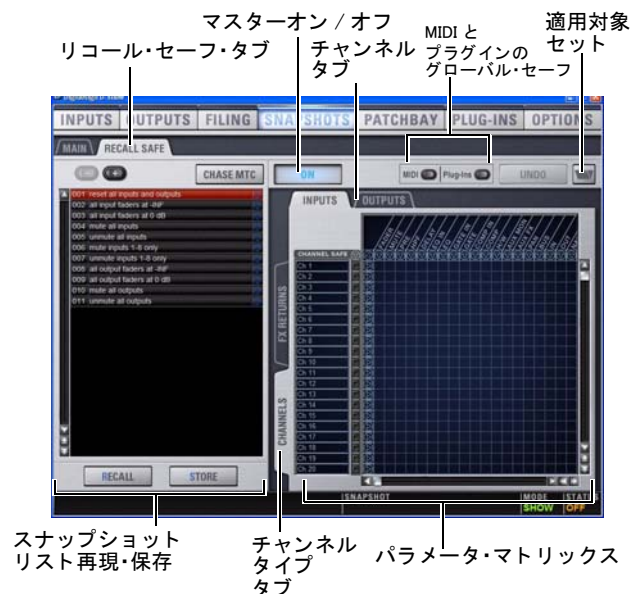 マスターオン / オフ
リコール・セーフ・タブ
チャンネル
タブ
MIDI と
プラグインの
グローバル・セーフ
適用対象
セット
INPUTS OUTPUTS FILING SNAPSHOTS PATCHBAY PLUG-INS OPTIONS
MAIN RECALL SAFE
CHASE MTC ON MIDI Plug-Ins UNDO
001 reset all inputs and outputs
002 all input faders at -INF
003 all input faders at 0 dB
004 mute all inputs
005 unmute all inputs
006 mute inputs 1-6 only
007 unmute inputs 1-6 only
008 all output faders at -INF
009 all output faders at 0 dB
010 mute all outputs
011 unmute all outputs
INPUTS OUTPUTS
CHANNEL SAFE
Ch 1
Ch 2
Ch 3
Ch 4
Ch 5
Ch 6
Ch 7
Ch 8
Ch 9
Ch 10
Ch 11
Ch 12
Ch 13
Ch 14
Ch 15
Ch 16
Ch 17
Ch 18
Ch 19
Ch 20
FX RETURNS
CHANNELS
RECALL STORE
SNAPSHOT MODE STATUS
SHOW OFF
スナップショット
リスト再現・保存
チャンネル
タイプ
タブ
パラメータ・マトリックス